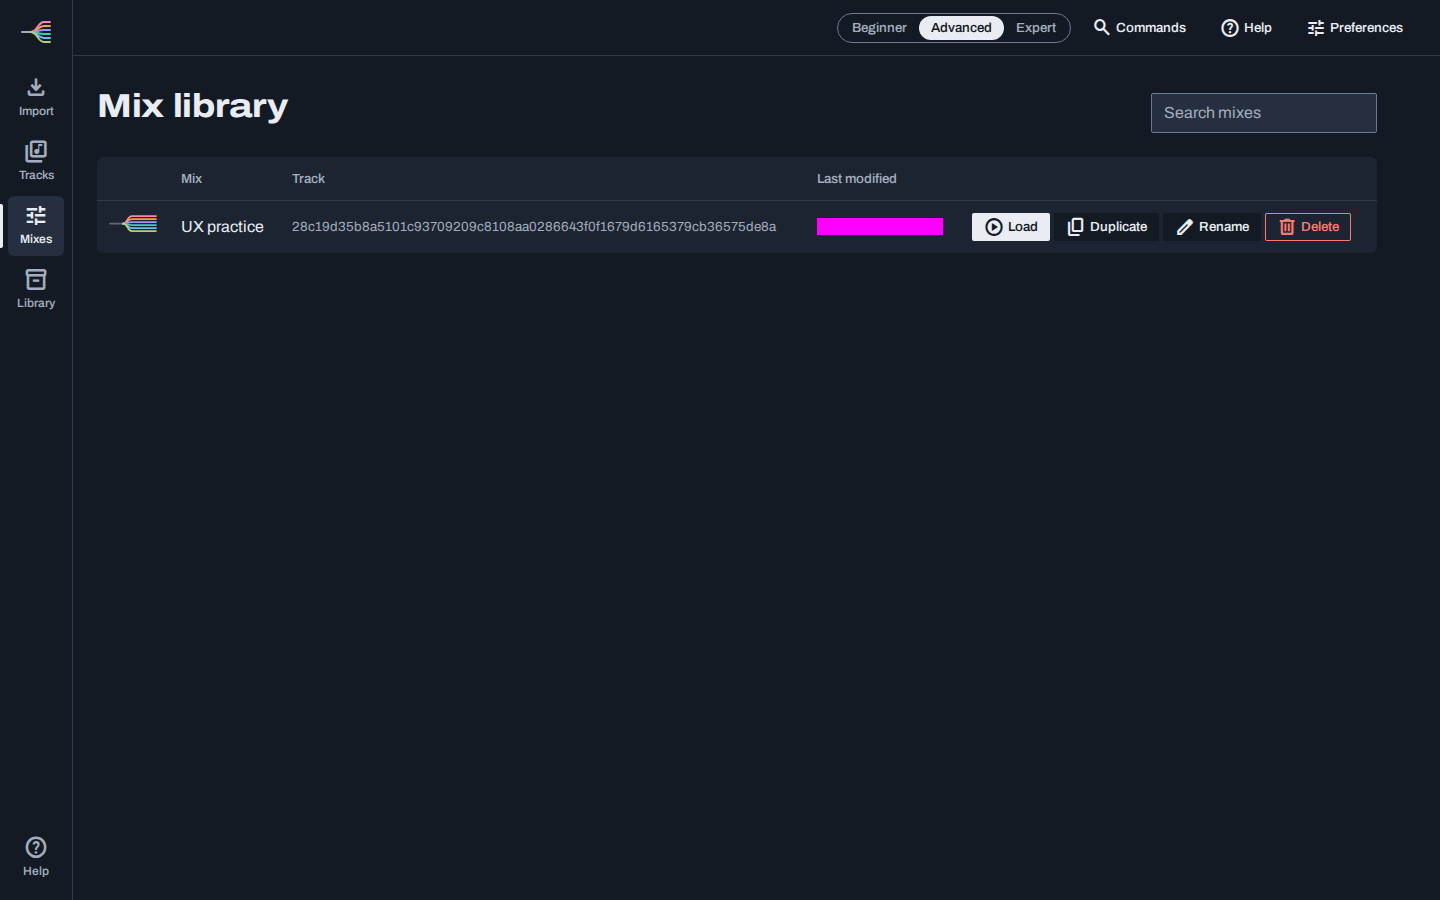 Beginner Advanced Expert Commands Help Preferences
Import
Tracks
Mixes
Library
Help
Mix library
Search mixes
Mix Track Last modified
UX practice 28c19d35b8a5101c93709209c8108aa0286643f0f1679d6165379cb36575de8a Load Duplicate Rename Delete